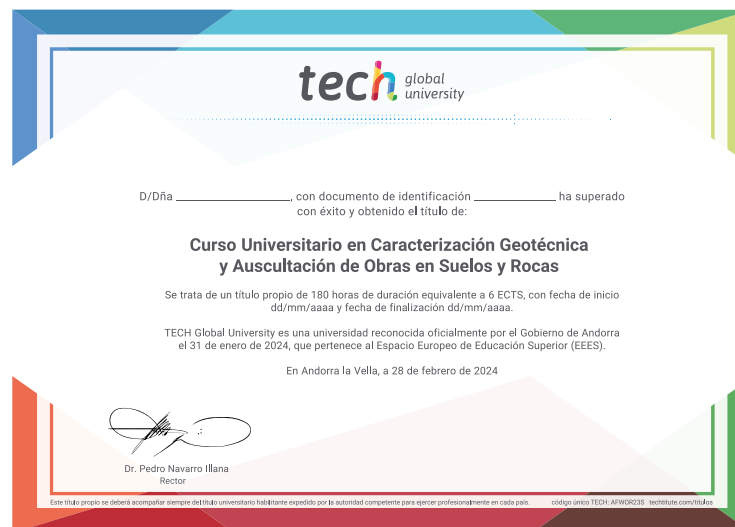 tech global university
D/Dña ______________, con documento de identificación __________ ha superado
con éxito y obtenido el título de:
Curso Universitario en Caracterización Geotécnica
y Auscultación de Obras en Suelos y Rocas
Se trata de un título propio de 180 horas de duración equivalente a 6 ECTS, con fecha de inicio
dd/mm/aaaa y fecha de finalización dd/mm/aaaa.
TECH Global University es una universidad reconocida oficialmente por el Gobierno de Andorra
el 31 de enero de 2024, que pertenece al Espacio Europeo de Educación Superior (EEES).
En Andorra la Vella, a 28 de febrero de 2024
Dr. Pedro Navarro Illana
Rector
Este título propio se deberá acompañar siempre del título universitario habilitante expedido por la autoridad competente para ejercer profesionalmente en cada país. código único TECH: AFWOR23S techtitute.com/titulos